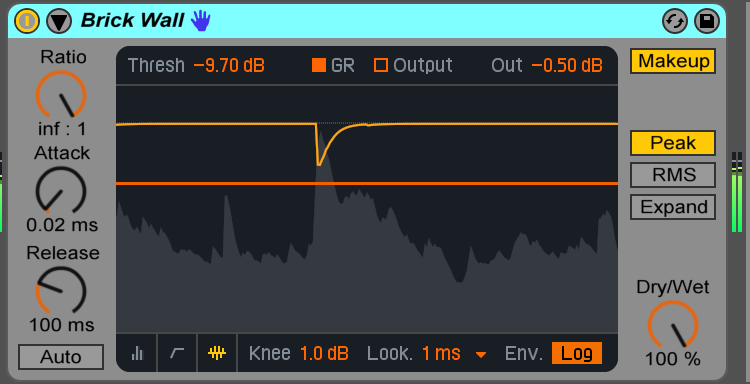 Brick Wall
Ratio
inf : 1
Attack
0.02 ms
Release
100 ms
Auto
Thresh -9.70 dB GR Output Out -0.50 dB
Knee 1.0 dB Look. 1 ms Env. Log
Makeup
Peak
RMS
Expand
Dry/Wet
100 %